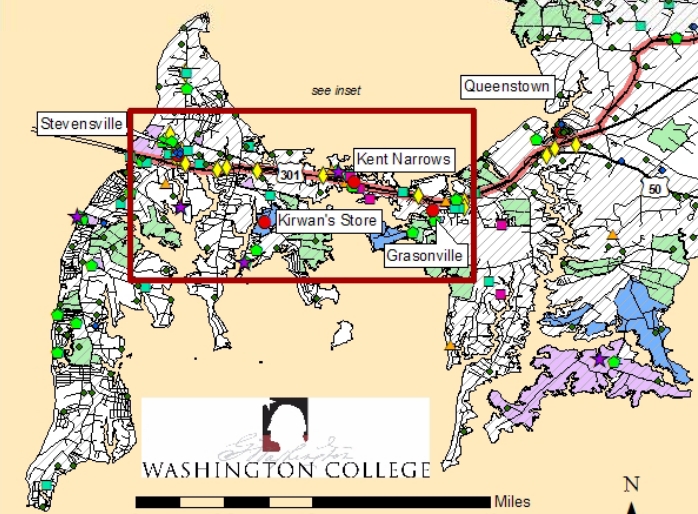 see inset
Queenstown
Stevensville
Kent Narrows
301
50
Kirwan's Store
Grasonville
WASHINGTON COLLEGE
Miles
N